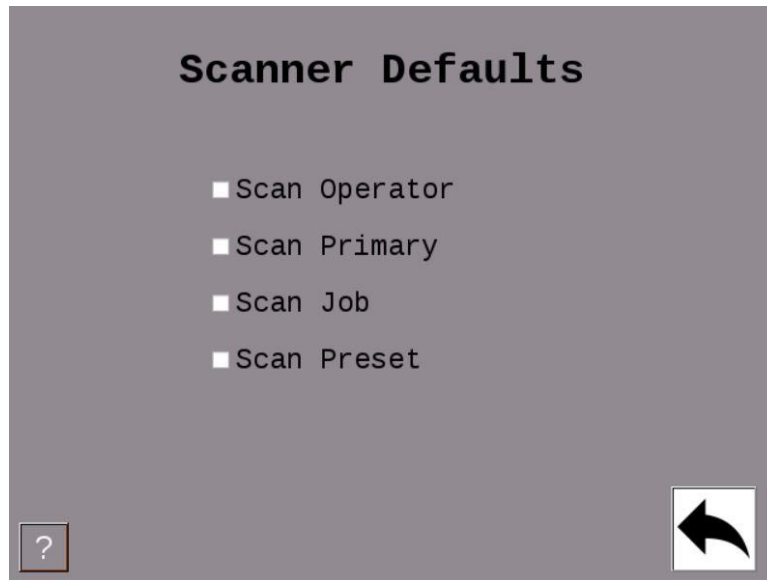 Scanner Defaults
Scan Operator
Scan Primary
Scan Job
Scan Preset
?